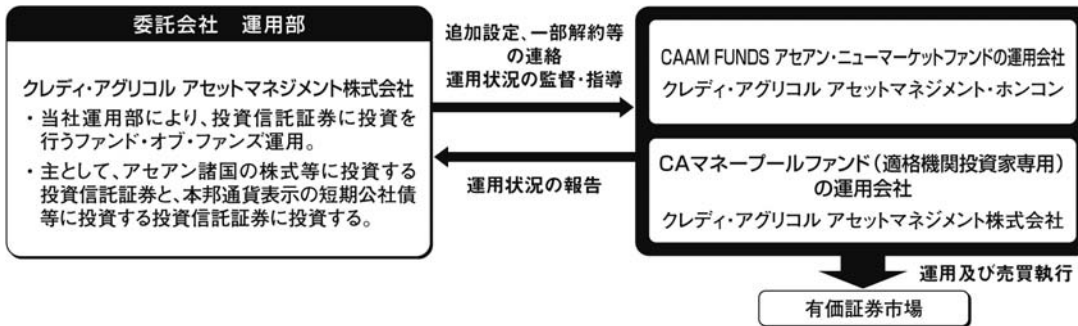 委託会社　運用部
クレディ・アグリコル アセットマネジメント株式会社
・当社運用部により、投資信託証券に投資を
行うファンド・オブ・ファンズ運用。
・主として、アセアン諸国の株式等に投資する
投資信託証券と、本邦通貨表示の短期公社債
等に投資する投資信託証券に投資する。
追加設定、一部解約等
の連絡
運用状況の監督・指導
運用状況の報告
CAAM FUNDS アセアン・ニューマーケットファンドの運用会社
クレディ・アグリコル アセットマネジメント・ホンコン
CAマネープールファンド（適格機関投資家専用）
の運用会社
クレディ・アグリコル アセットマネジメント株式会社
運用及び売買執行
有価証券市場